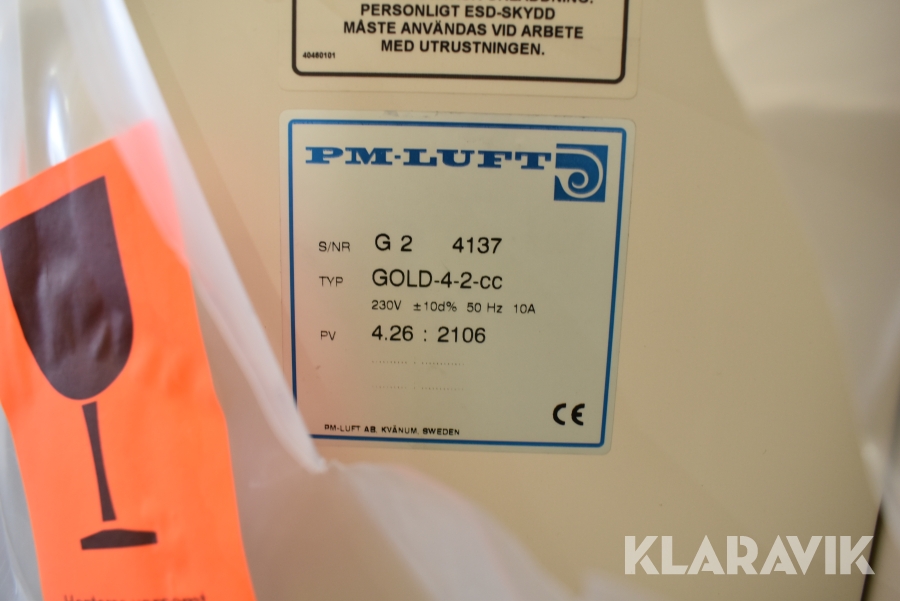 PERSONLIGT ESD-SKYDD
MÅSTE ANVÄNDAS VID ARBETE
MED UTRUSTNINGEN.
40460101
PM-LUFT
S/NR G 2 4137
TYP GOLD-4-2-cc
230V ±10d% 50 Hz 10A
PV 4.26 : 2106
CE
PM-LUFT AB, KVÄNUM, SWEDEN
KLARAVIK